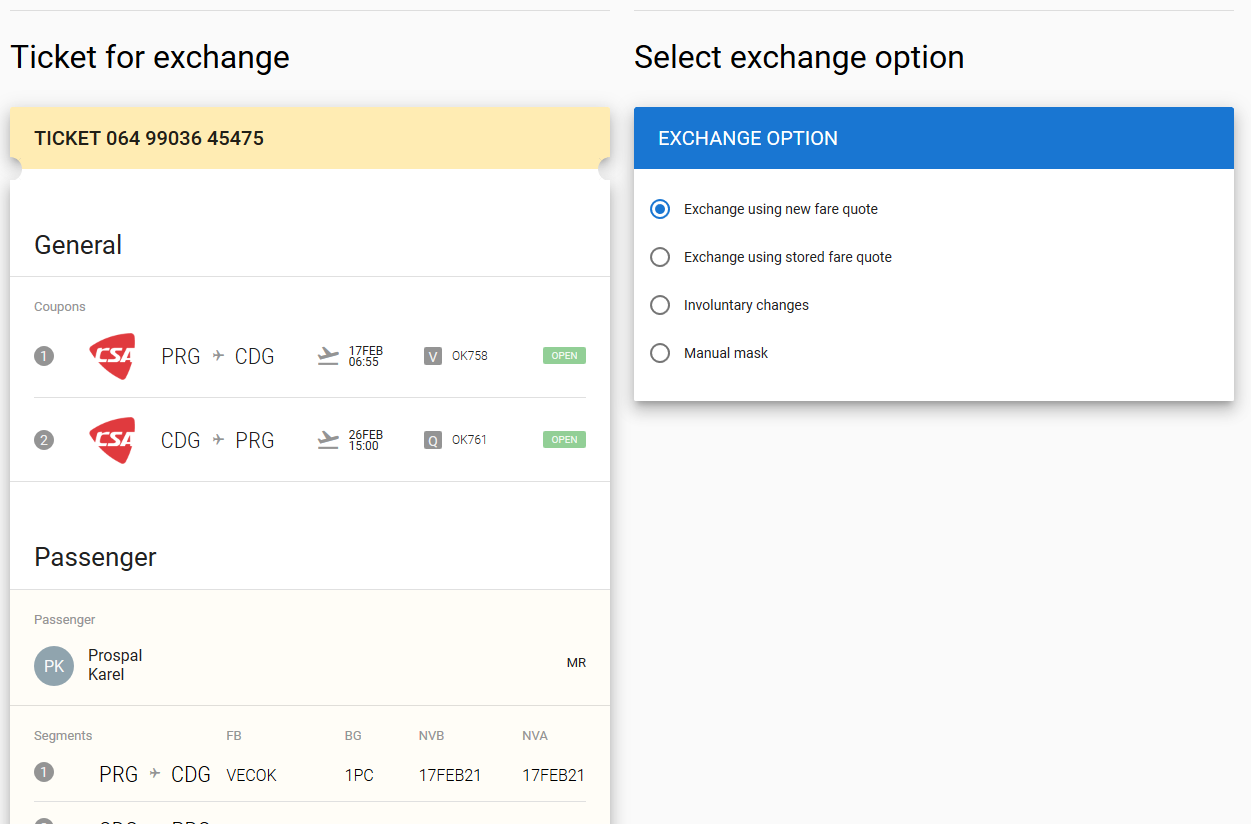 Ticket for exchange
TICKET 064 99036 45475
General
Coupons
1 CSA PRG CDG 17FEB 06:55 V OK758 OPEN
2 CSA CDG PRG 26FEB 15:00 Q OK761 OPEN
Passenger
Passenger
PK Prospal Karel MR
Segments FB BG NVB NVA
1 PRG CDG VECOK 1PC 17FEB21 17FEB21
Select exchange option
EXCHANGE OPTION
Exchange using new fare quote
Exchange using stored fare quote
Involuntary changes
Manual mask